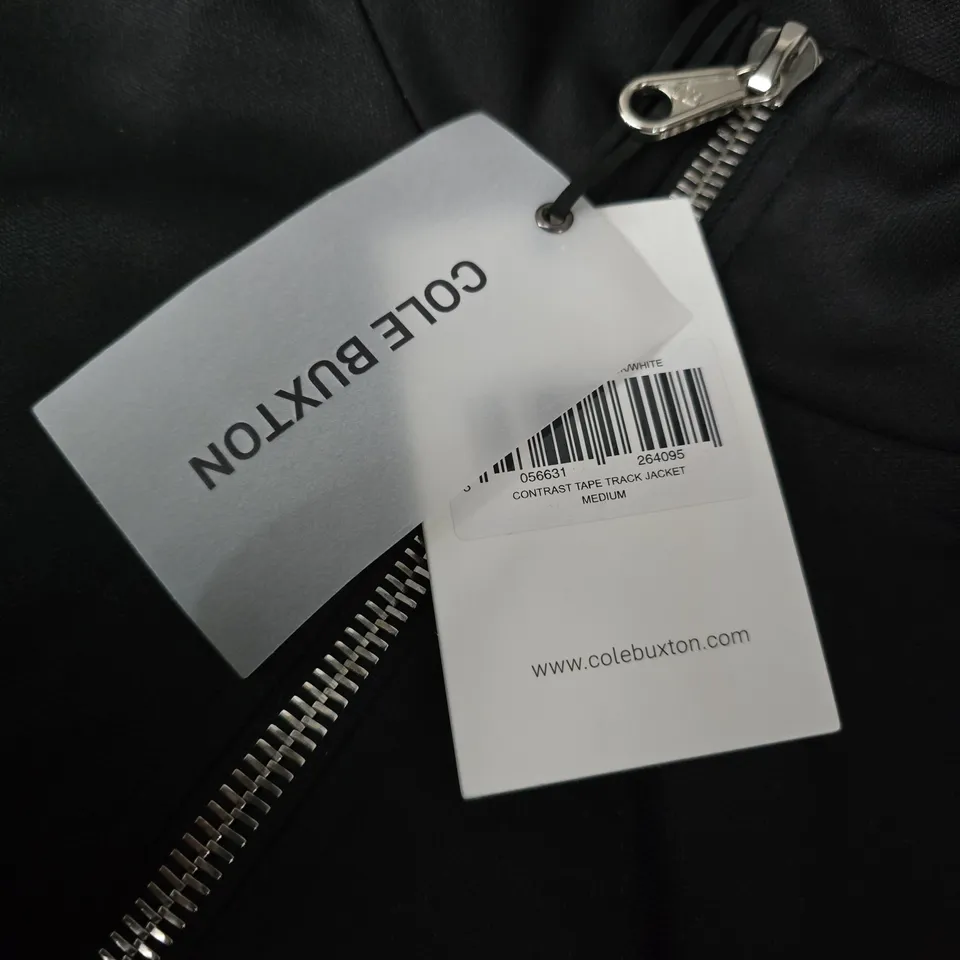 COLE BUXTON
/WHITE
056631 264095
CONTRAST TAPE TRACK JACKET
MEDIUM
www.colebuxton.com